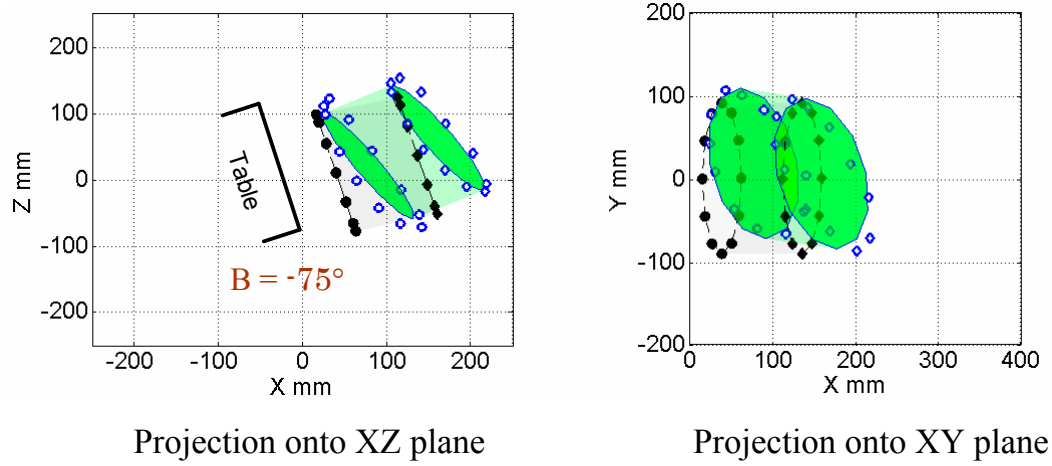 200
100
0
-100
-200
Z mm
Table
B = -75°
-200 -100 0 100 200
X mm
Projection onto XZ plane
200
100
0
-100
-200
Y mm
0 100 200 300 400
X mm
Projection onto XY plane